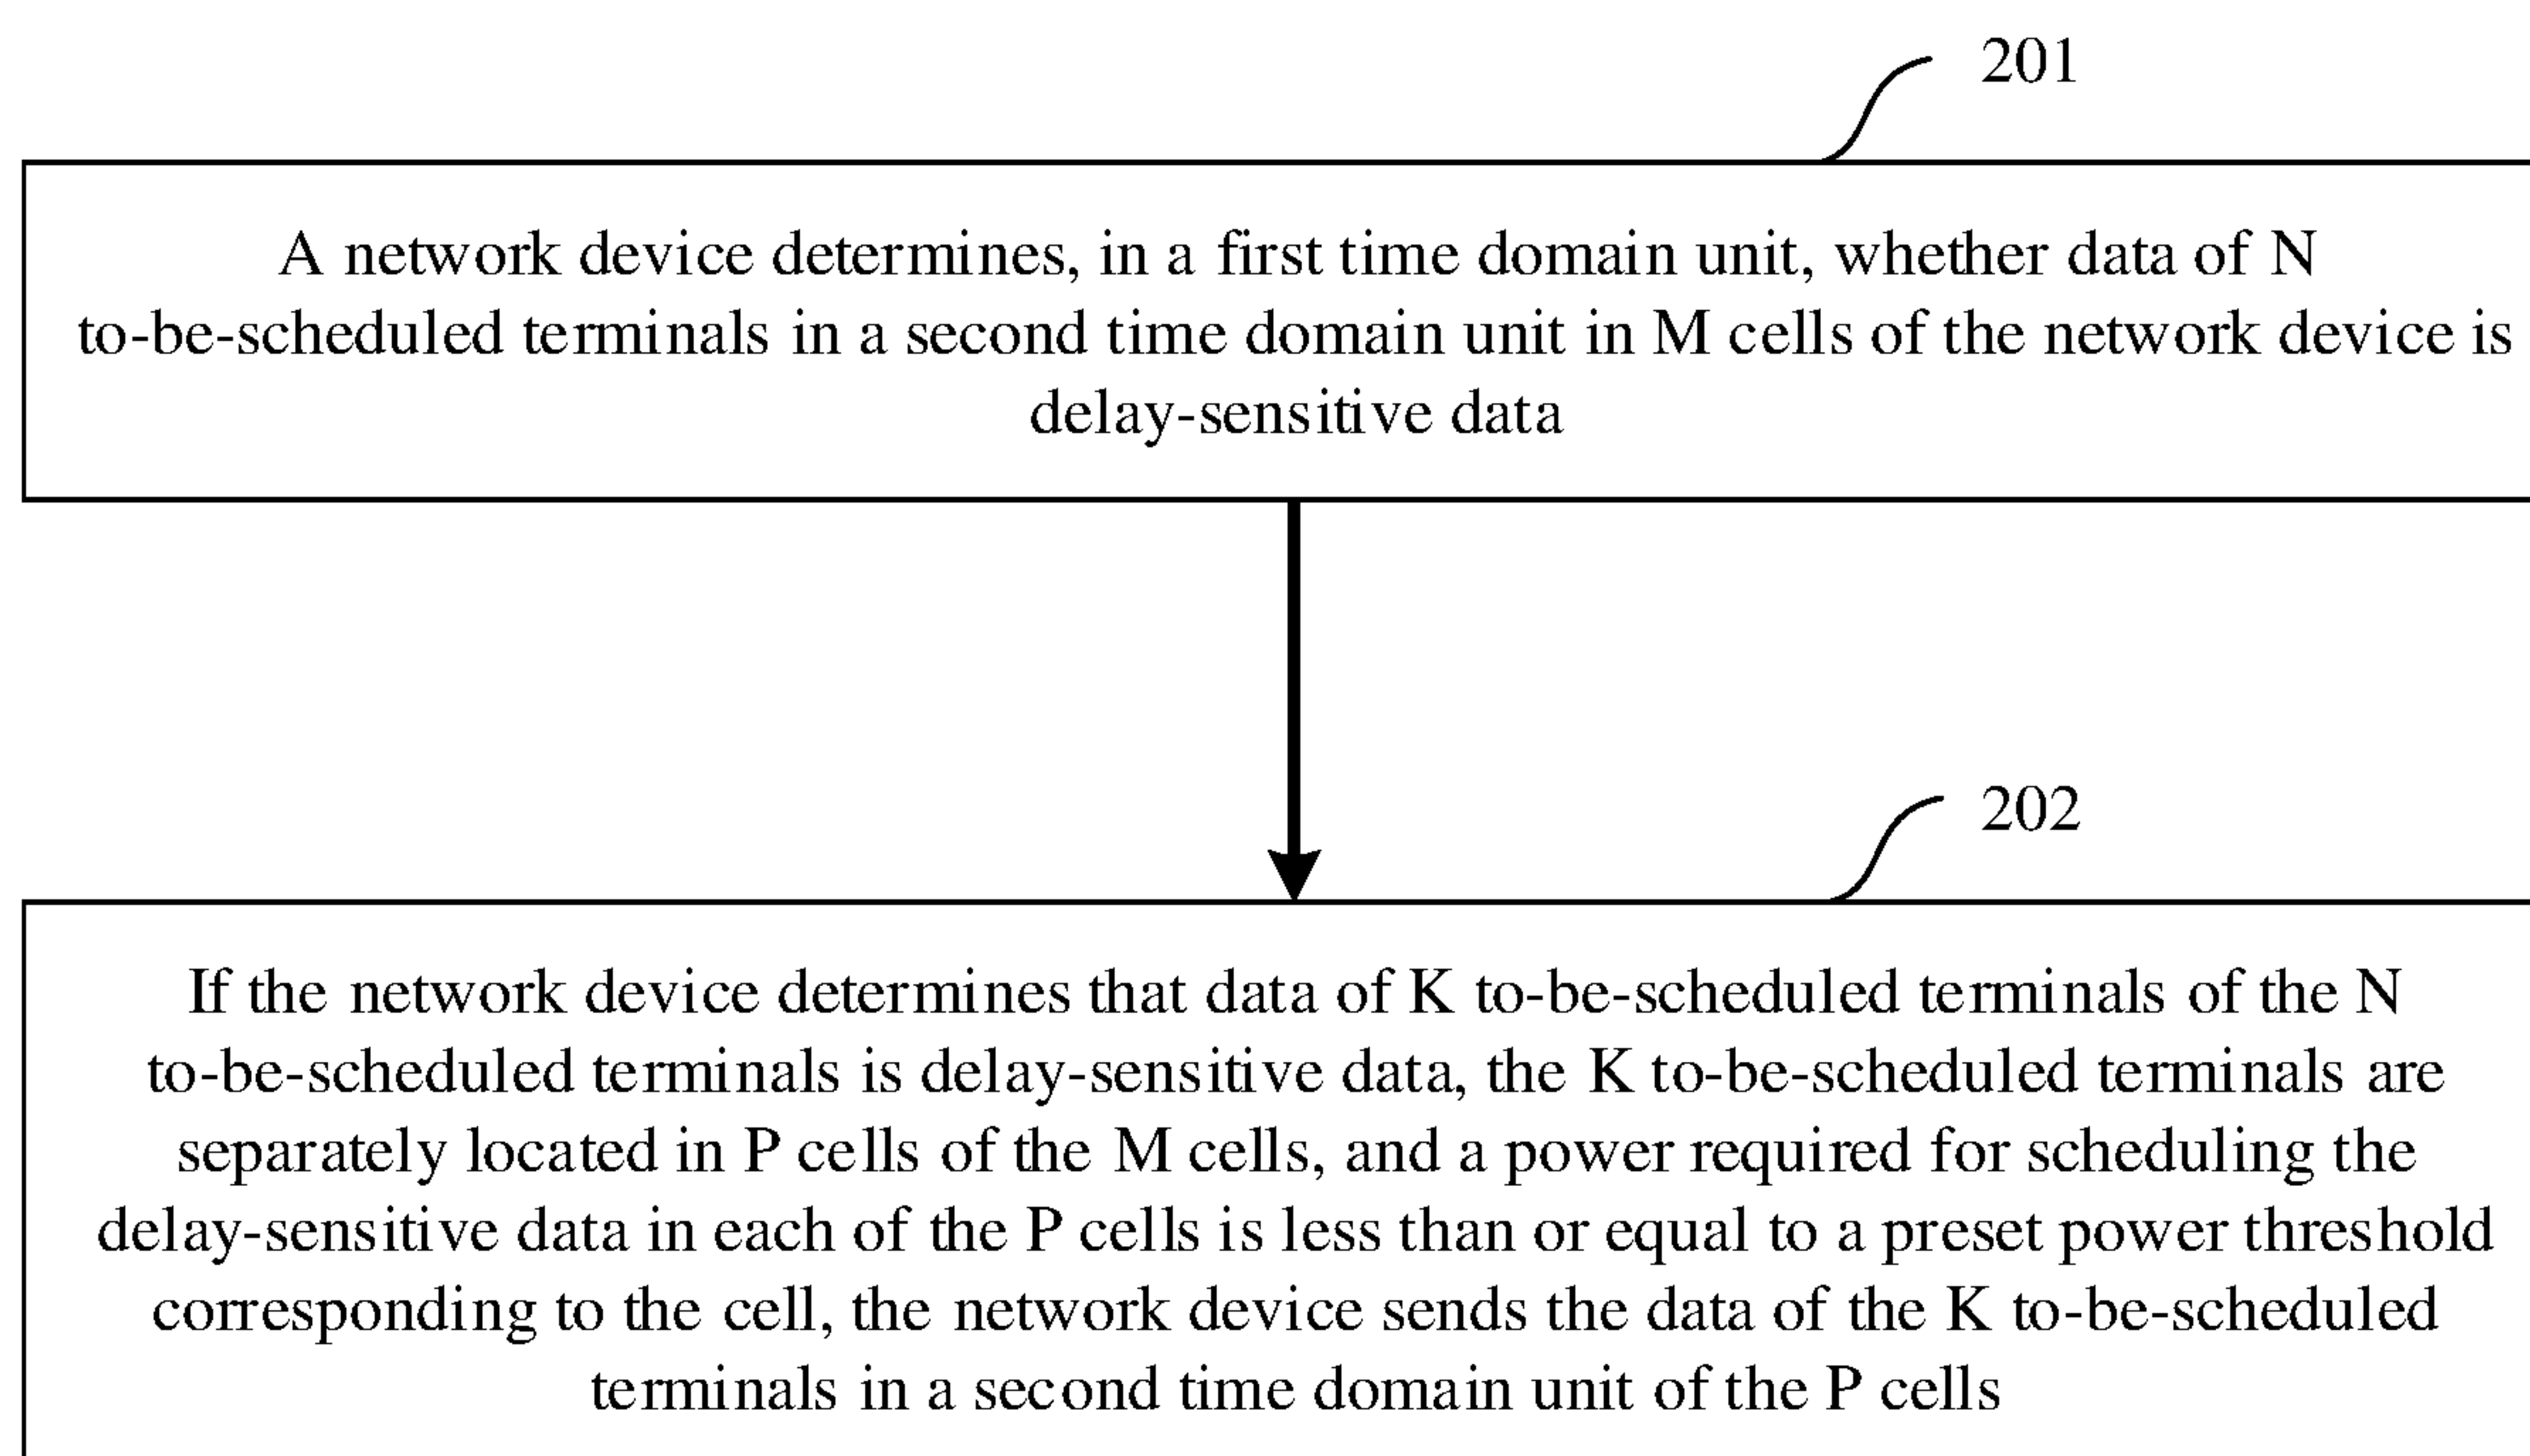 201
A network device determines, in a first time domain unit, whether data of N
to-be-scheduled terminals in a second time domain unit in M cells of the network device is
delay-sensitive data
202
If the network device determines that data of K to-be-scheduled terminals of the N
to-be-scheduled terminals is delay-sensitive data, the K to-be-scheduled terminals are
separately located in P cells of the M cells, and a power required for scheduling the
delay-sensitive data in each of the P cells is less than or equal to a preset power threshold
corresponding to the cell, the network device sends the data of the K to-be-scheduled
terminals in a second time domain unit of the P cells